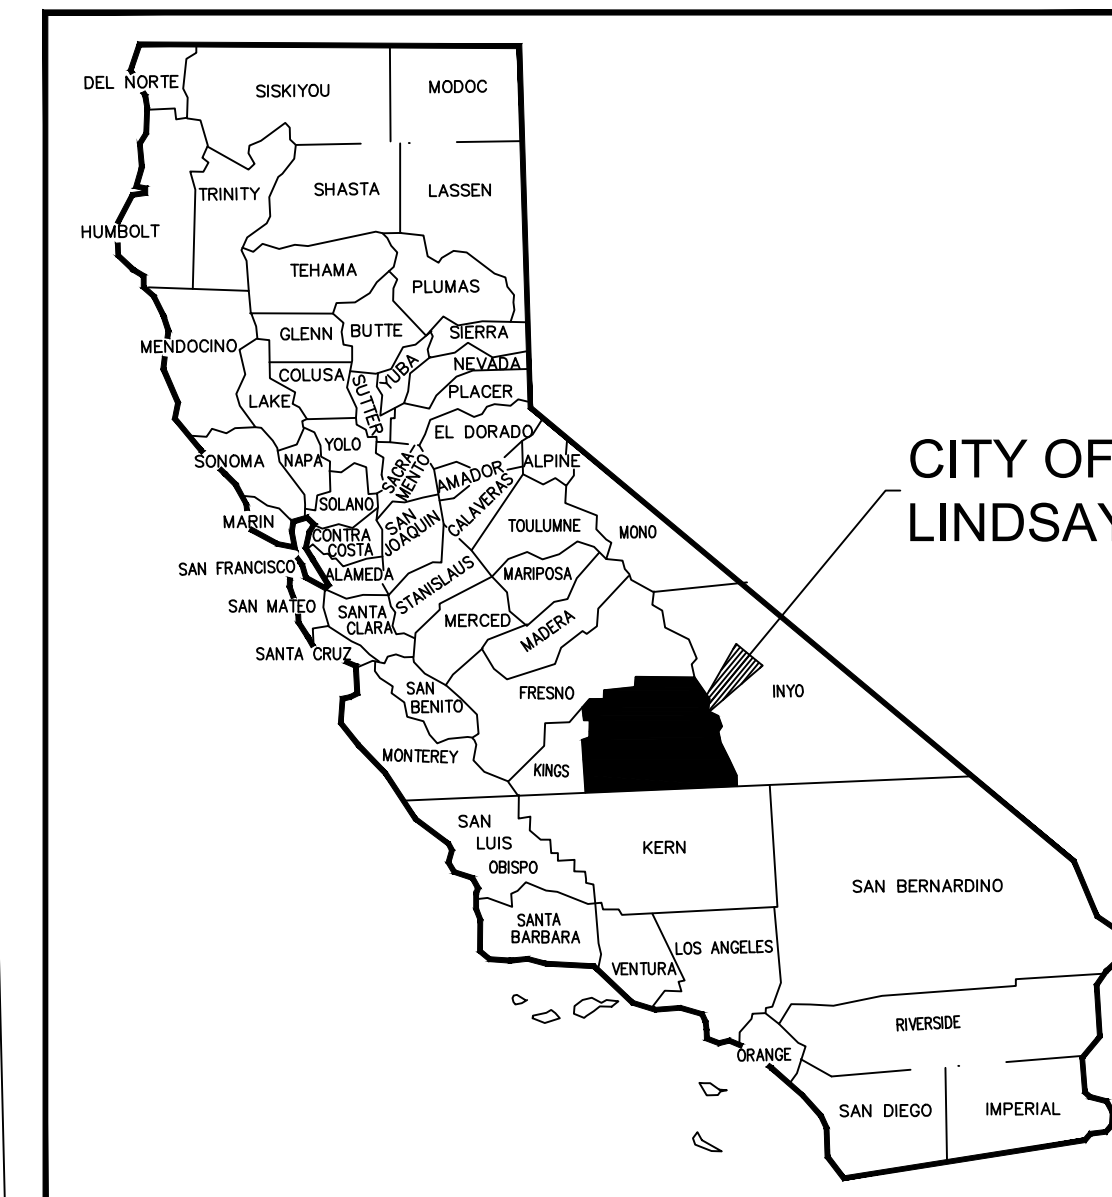 DEL NORTE
SISKIYOU
MODOC
TRINITY
SHASTA
LASSEN
HUMBOLT
TEHAMA
PLUMAS
GLENN
BUTTE
SIERRA
MENDOCINO
YUBA
NEVADA
COLUSA
SUTTER
PLACER
LAKE
EL DORADO
YOLO
SONOMA
NAPA
SACRA-
MENTO
ALPINE
AMADOR
CITY OF
LINDSAY
SOLANO
CALAVERAS
MARIN
SAN
JOAQUIN
TOULUMNE
MONO
CONTRA
COSTA
SAN FRANCISCO
ALAMEDA
STANISLAUS
MARIPOSA
SAN MATEO
SANTA
CLARA
MERCED
MADERA
SANTA CRUZ
SAN
BENITO
FRESNO
INYO
MONTEREY
KINGS
SAN
LUIS
OBISPO
KERN
SAN BERNARDINO
SANTA
BARBARA
VENTURA
LOS ANGELES
RIVERSIDE
ORANGE
SAN DIEGO
IMPERIAL